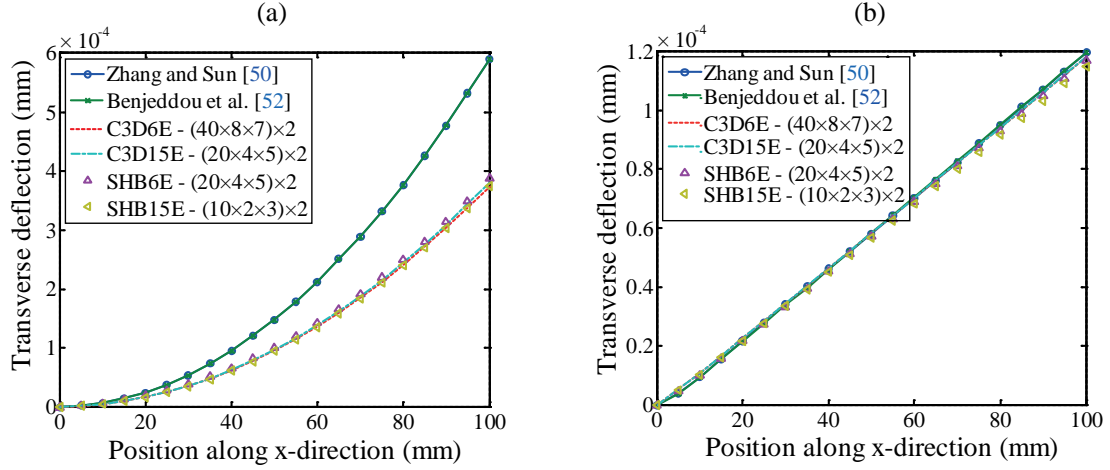 (a)
× 10-4
6
5
4
3
2
1
0
0 20 40 60 80 100
Transverse deflection (mm)
Position along x-direction (mm)
Zhang and Sun [50]
Benjeddou et al. [52]
C3D6E - (40×8×7)×2
C3D15E - (20×4×5)×2
SHB6E - (20×4×5)×2
SHB15E - (10×2×3)×2
(b)
× 10-4
1.2
1
0.8
0.6
0.4
0.2
0
0 20 40 60 80 100
Transverse deflection (mm)
Position along x-direction (mm)
Zhang and Sun [50]
Benjeddou et al. [52]
C3D6E - (40×8×7)×2
C3D15E - (20×4×5)×2
SHB6E - (20×4×5)×2
SHB15E - (10×2×3)×2